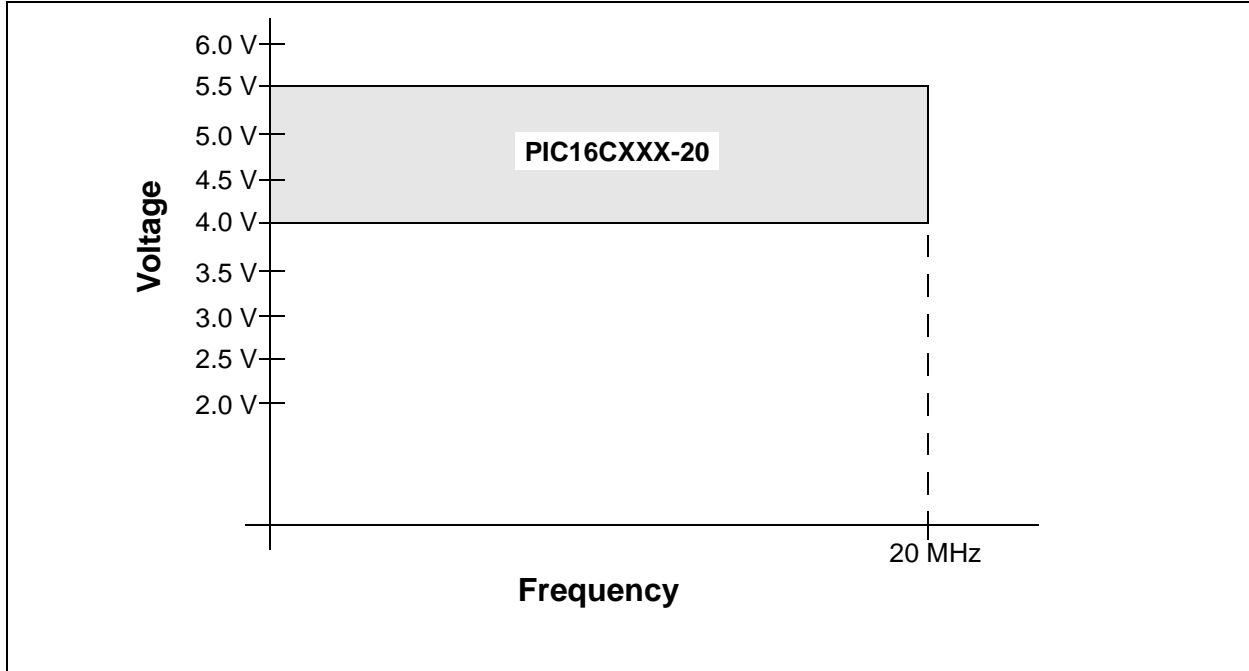 6.0 V
5.5 V
5.0 V
4.5 V
4.0 V
3.5 V
3.0 V
2.5 V
2.0 V
Voltage
PIC16CXXX-20
20 MHz
Frequency